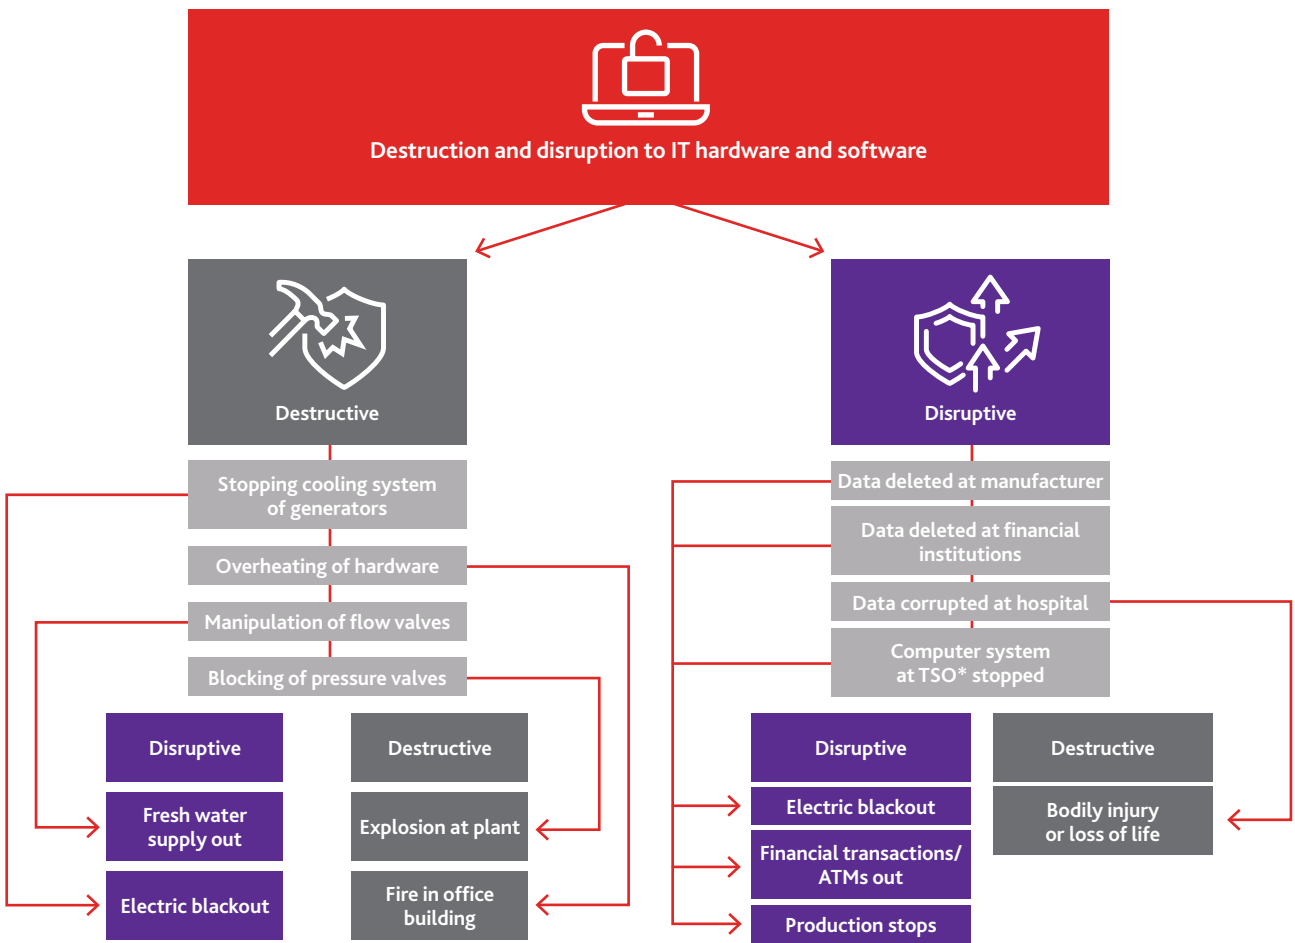 Destruction and disruption to IT hardware and software
Destructive
Stopping cooling system
of generators
Overheating of hardware
Manipulation of flow valves
Blocking of pressure valves
Disruptive
Fresh water
supply out
Electric blackout
Destructive
Explosion at plant
Fire in office
building
Disruptive
Data deleted at manufacturer
Data deleted at financial
institutions
Data corrupted at hospital
Computer system
at TSO* stopped
Disruptive
Electric blackout
Financial transactions/
ATMs out
Production stops
Destructive
Bodily injury
or loss of life